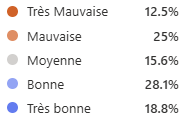 Très Mauvaise 12.5%
Mauvaise 25%
Moyenne 15.6%
Bonne 28.1%
Très bonne 18.8%